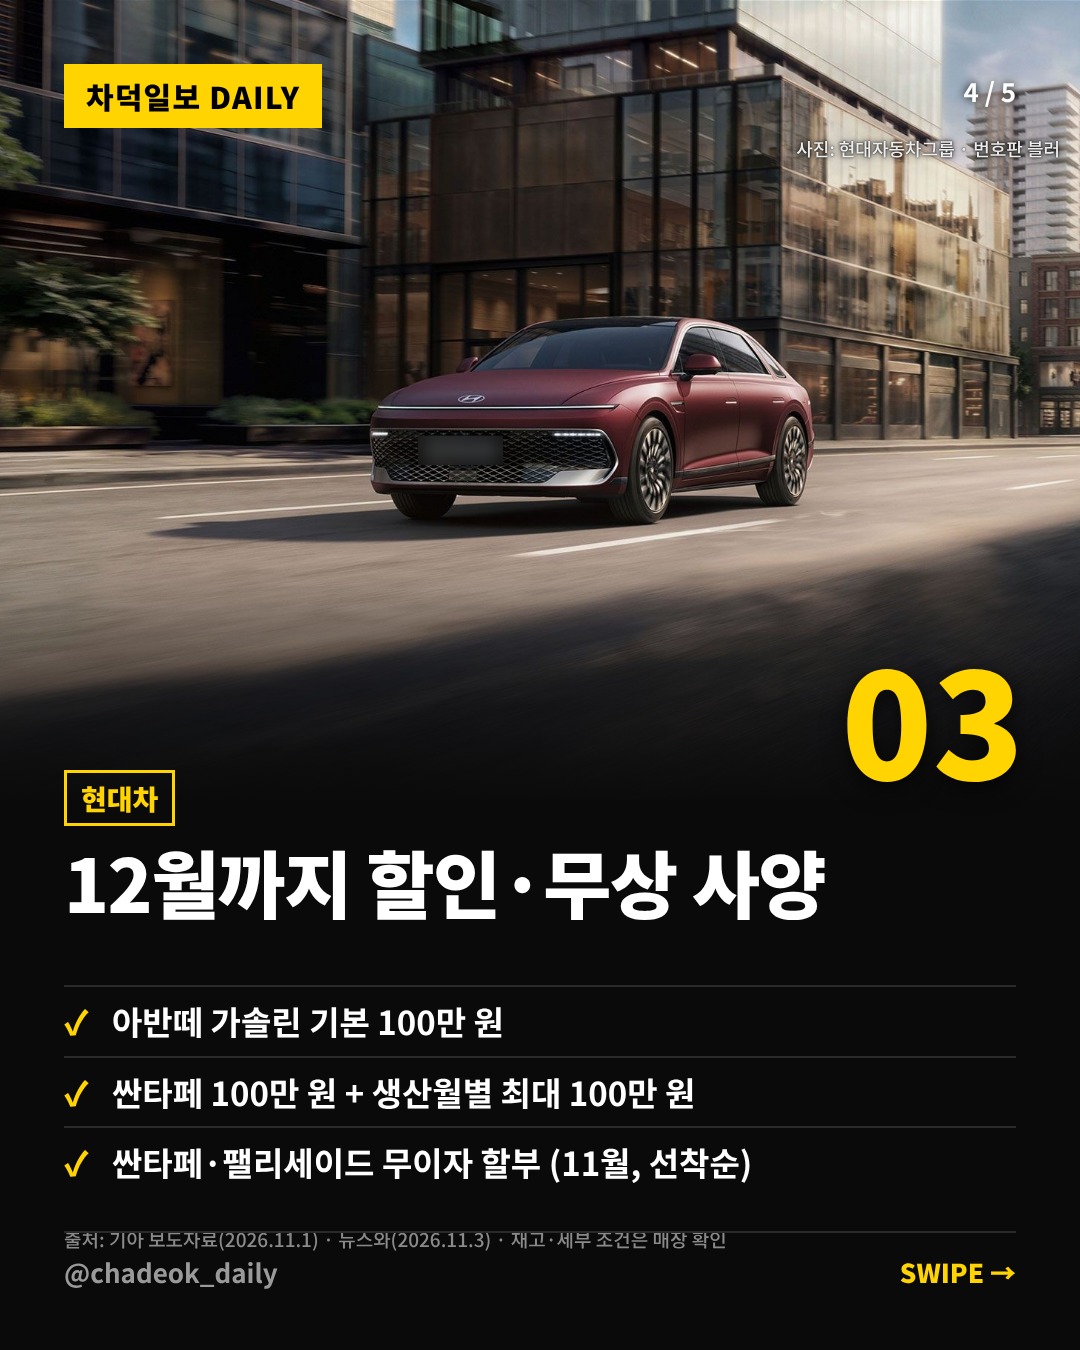 차덕일보 DAILY
4 / 5
사진: 현대자동차그룹 · 번호판 블러
03
현대차
12월까지 할인·무상 사양
✓ 아반떼 가솔린 기본 100만 원
✓ 싼타페 100만 원 + 생산월별 최대 100만 원
✓ 싼타페·팰리세이드 무이자 할부 (11월, 선착순)
출처: 기아 보도자료(2026.11.1) · 뉴스와(2026.11.3) · 재고·세부 조건은 매장 확인
@chadeok_daily
SWIPE →